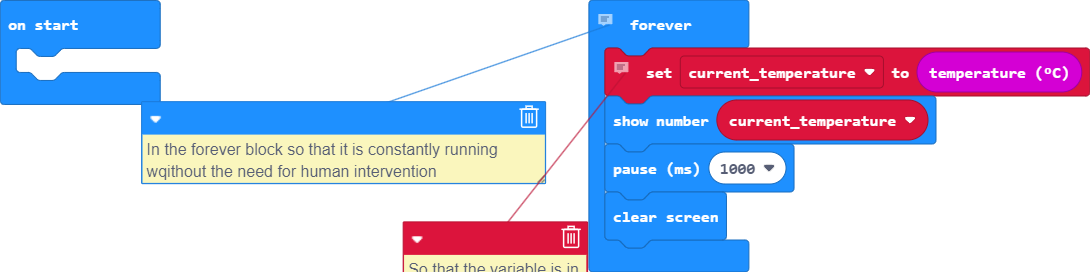 on start
forever
set current_temperature to temperature (ºC)
show number current_temperature
pause (ms) 1000
clear screen
In the forever block so that it is constantly running
wqithout the need for human intervention
So that the variable is in